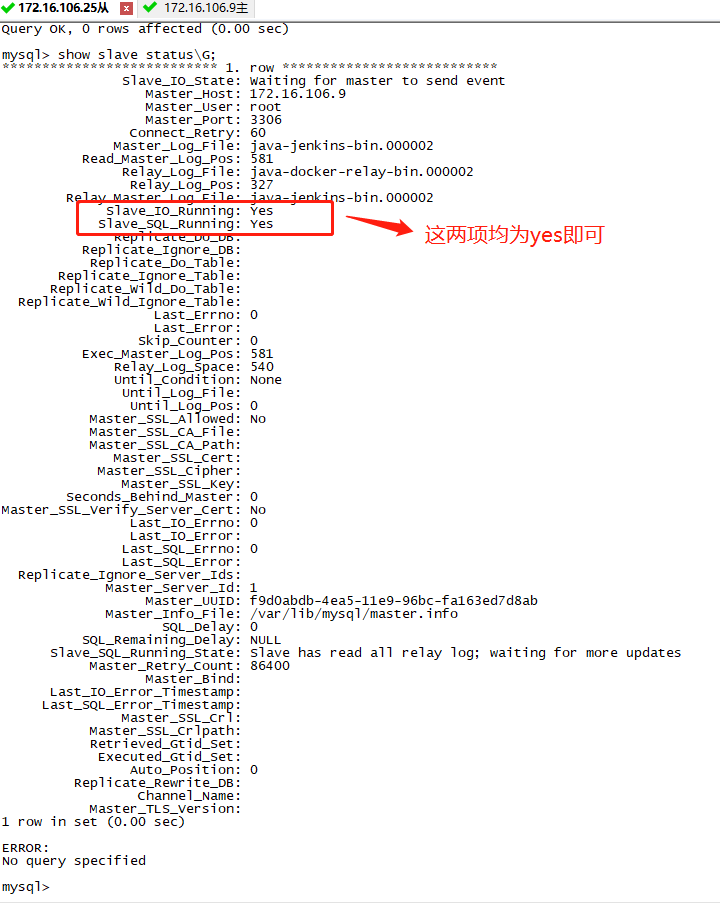 172.16.106.25从 x 172.16.106.9主
Query OK, 0 rows affected (0.00 sec)
mysql> show slave status\G;
*************************** 1. row ***************************
Slave_IO_State: Waiting for master to send event
Master_Host: 172.16.106.9
Master_User: root
Master_Port: 3306
Connect_Retry: 60
Master_Log_File: java-jenkins-bin.000002
Read_Master_Log_Pos: 581
Relay_Log_File: java-docker-relay-bin.000002
Relay_Log_Pos: 327
Relay_Master_Log_File: java-jenkins-bin.000002
Slave_IO_Running: Yes
Slave_SQL_Running: Yes
这两项均为yes即可
Replicate_Do_DB:
Replicate_Ignore_DB:
Replicate_Do_Table:
Replicate_Ignore_Table:
Replicate_Wild_Do_Table:
Replicate_Wild_Ignore_Table:
Last_Errno: 0
Last_Error:
Skip_Counter: 0
Exec_Master_Log_Pos: 581
Relay_Log_Space: 540
Until_Condition: None
Until_Log_File:
Until_Log_Pos: 0
Master_SSL_Allowed: No
Master_SSL_CA_File:
Master_SSL_CA_Path:
Master_SSL_Cert:
Master_SSL_Cipher:
Master_SSL_Key:
Seconds_Behind_Master: 0
Master_SSL_Verify_Server_Cert: No
Last_IO_Errno: 0
Last_IO_Error:
Last_SQL_Errno: 0
Last_SQL_Error:
Replicate_Ignore_Server_Ids:
Master_Server_Id: 1
Master_UUID: f9d0abdb-4ea5-11e9-96bc-fa163ed7d8ab
Master_Info_File: /var/lib/mysql/master.info
SQL_Delay: 0
SQL_Remaining_Delay: NULL
Slave_SQL_Running_State: Slave has read all relay log; waiting for more updates
Master_Retry_Count: 86400
Master_Bind:
Last_IO_Error_Timestamp:
Last_SQL_Error_Timestamp:
Master_SSL_Crl:
Master_SSL_Crlpath:
Retrieved_Gtid_Set:
Executed_Gtid_Set:
Auto_Position: 0
Replicate_Rewrite_DB:
Channel_Name:
Master_TLS_Version:
1 row in set (0.00 sec)
ERROR:
No query specified
mysql>